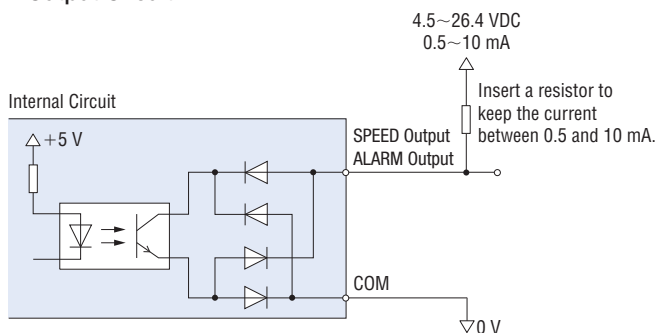 4.5~26.4 VDC
0.5~10 mA
Insert a resistor to
keep the current
between 0.5 and 10 mA.
Internal Circuit
+5 V
SPEED Output
ALARM Output
COM
0 V